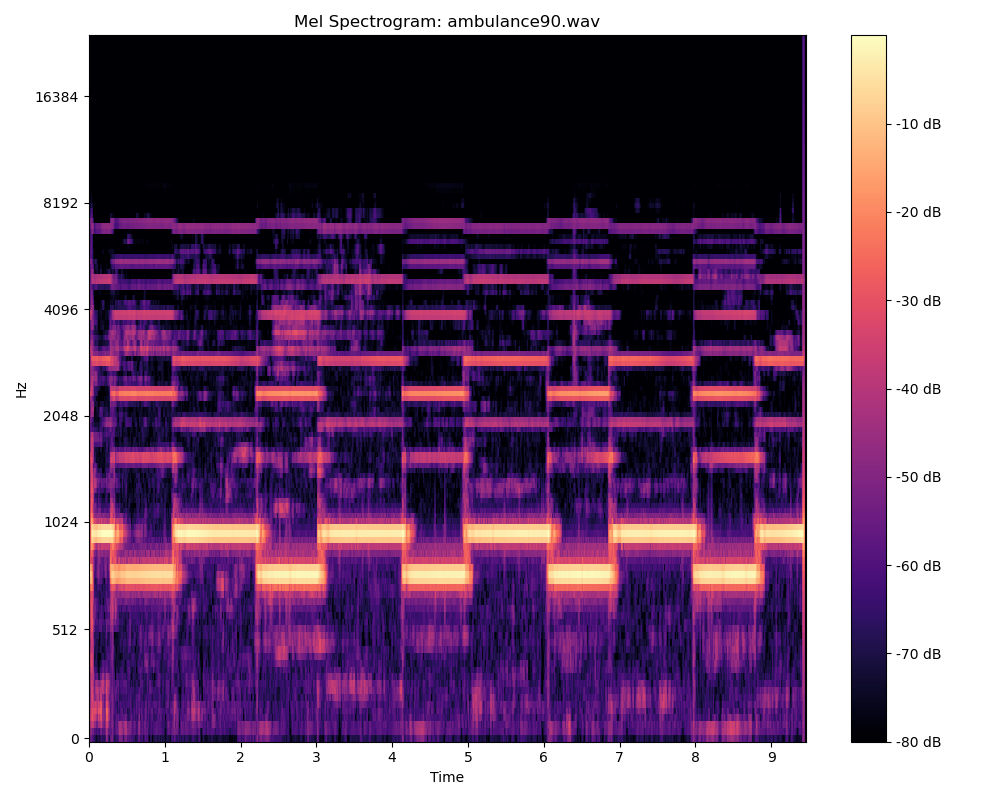 Mel Spectrogram: ambulance90.wav
16384
8192
4096
2048
1024
512
0
Hz
0 1 2 3 4 5 6 7 8 9
Time
-10 dB
-20 dB
-30 dB
-40 dB
-50 dB
-60 dB
-70 dB
-80 dB